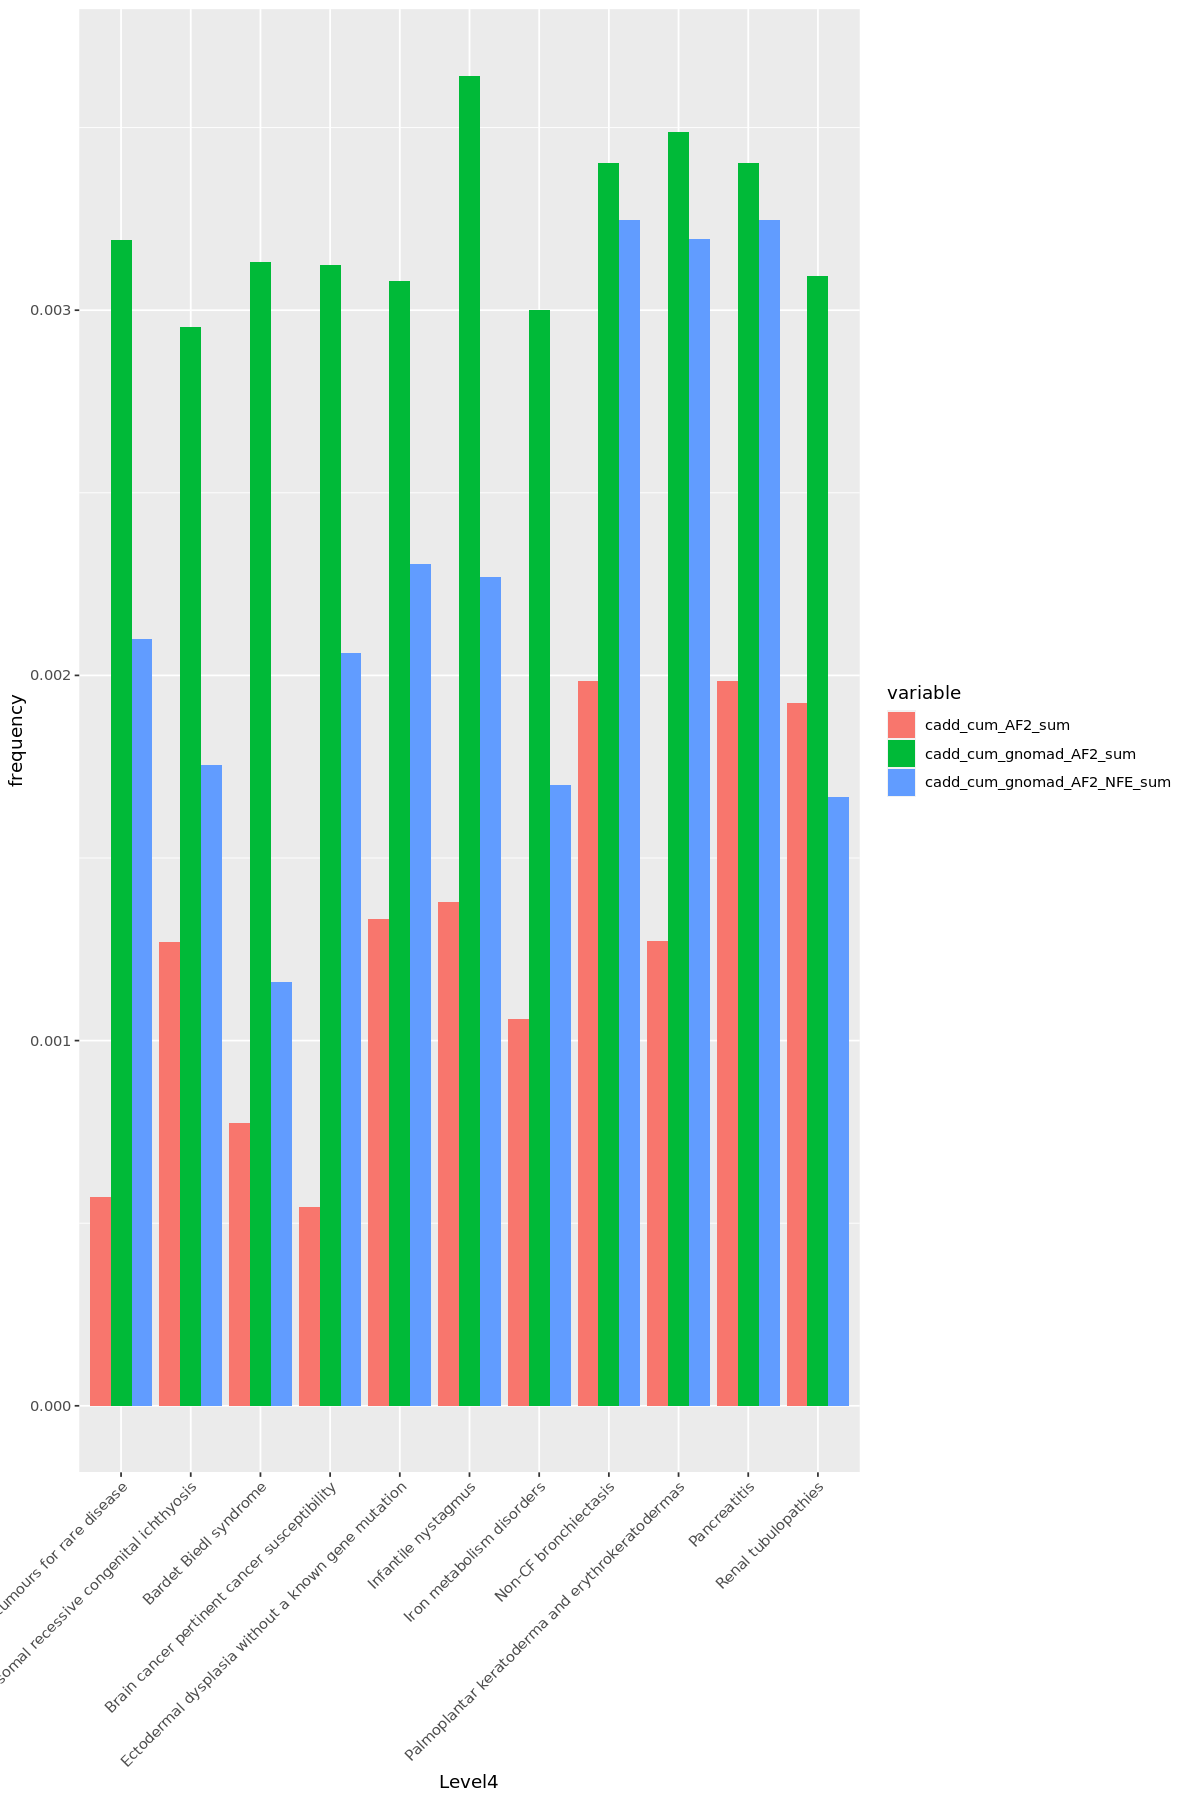 0.003
0.002
0.001
0.000
frequency
tumours for rare disease
recessive congenital ichthyosis
Bardet Biedl syndrome
Brain cancer pertinent cancer susceptibility
Ectodermal dysplasia without a known gene mutation
Infantile nystagmus
Iron metabolism disorders
Non-CF bronchiectasis
Palmoplantar keratoderma and erythrokeratodermas
Pancreatitis
Renal tubulopathies
Level4
variable
cadd_cum_AF2_sum
cadd_cum_gnomad_AF2_sum
cadd_cum_gnomad_AF2_NFE_sum